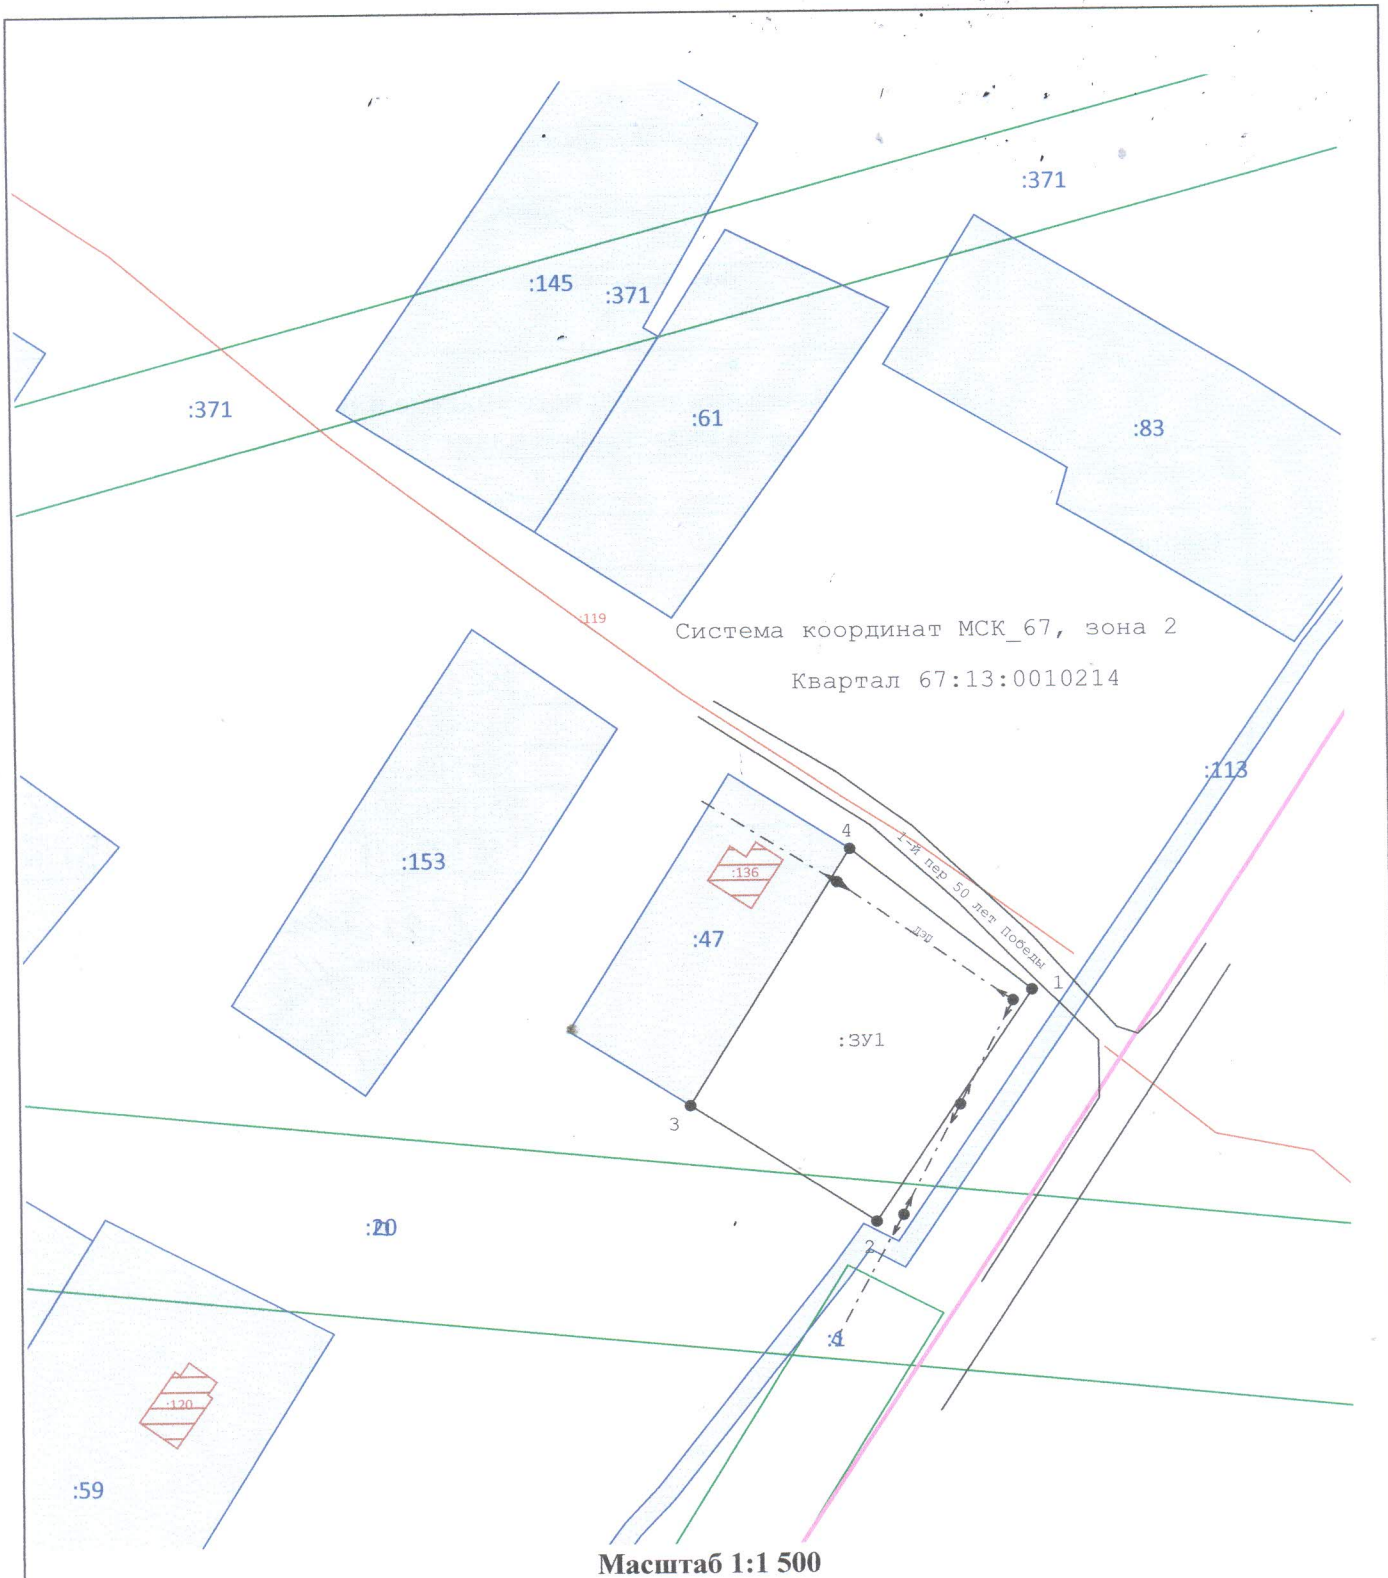 :371
:145
:371
:371
:61
:83
:119
Система координат МСК_67, зона 2
Квартал 67:13:0010214
:113
4
1-й пер 50 лет Победы
:153
:136
:47
лэп
1
:ЗУ1
3
2
:120
:59
Масштаб 1:1 500